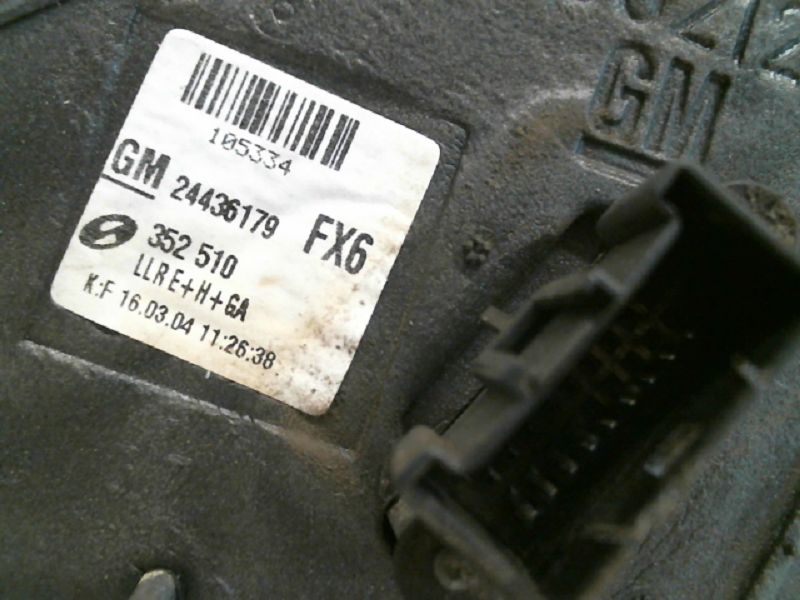 105334
GM 24436179 FX6
352 510
LLR E+H+GA
K:F 16.03.04 11:26:38
GM